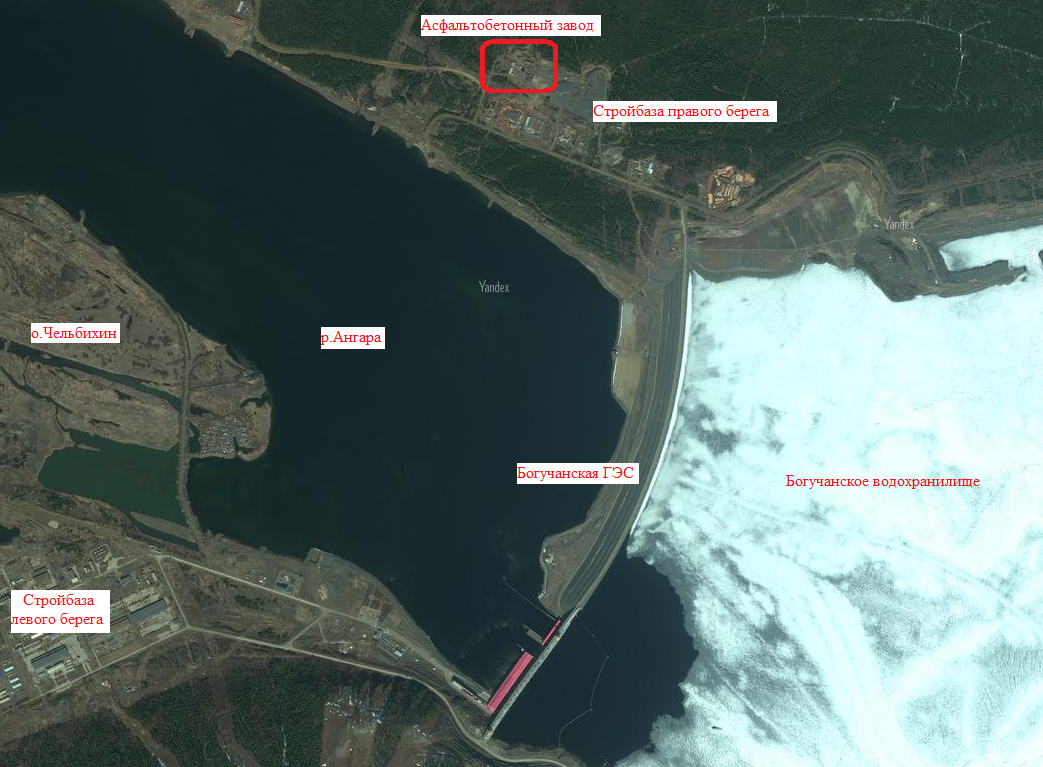 Асфальтобетонный завод
Стройбаза правого берега
Yandex
Yandex
о.Чельбихин
р.Ангара
Богучанская ГЭС
Богучанское водохранилище
Стройбаза
левого берега